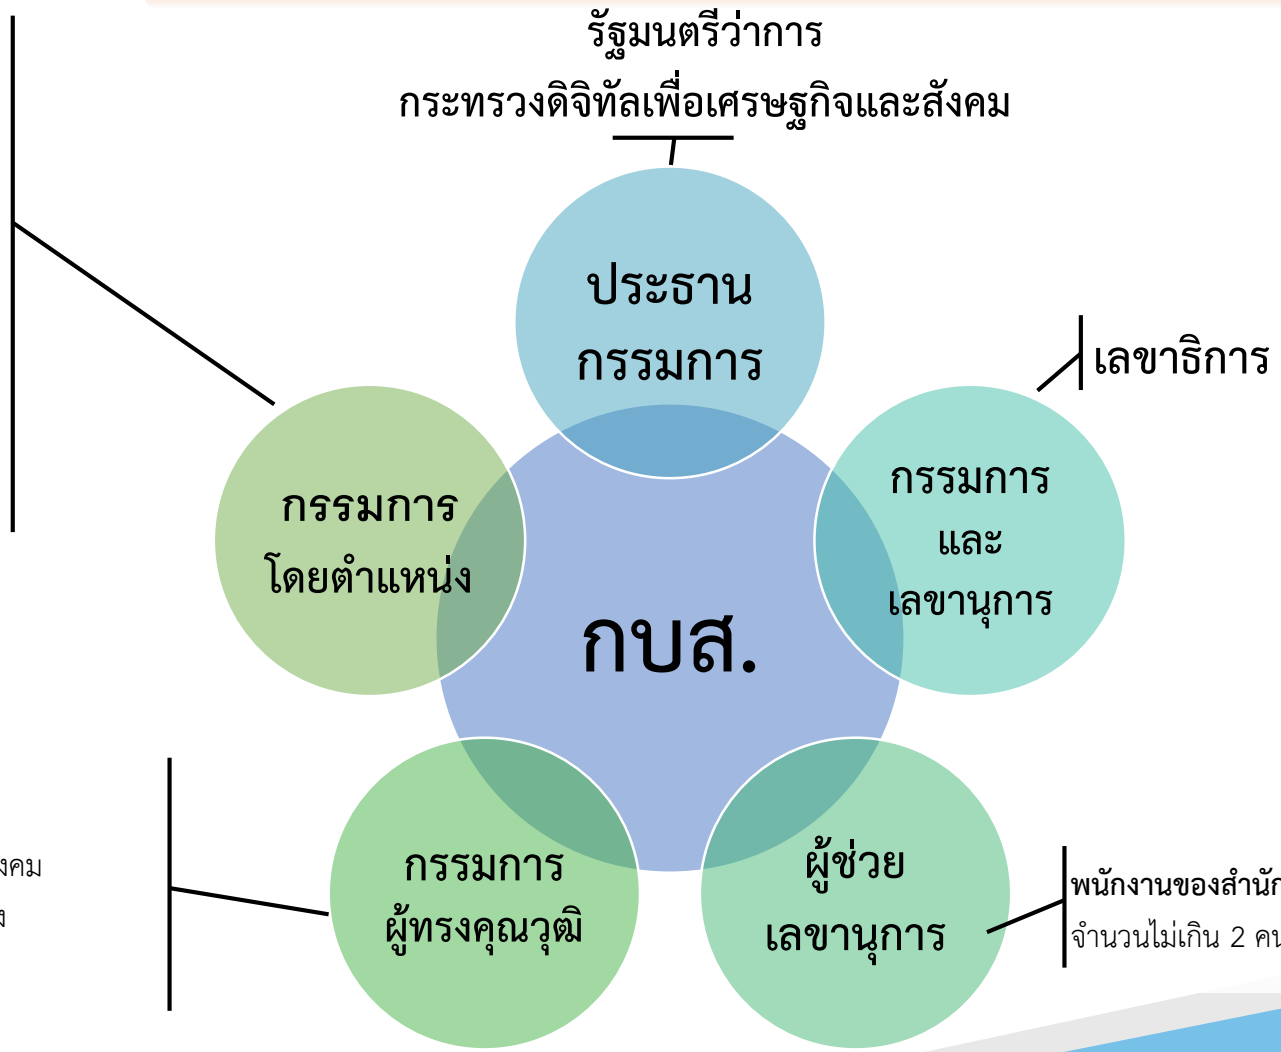 รัฐมนตรีว่าการ
กระทรวงดิจิทัลเพื่อเศรษฐกิจและสังคม
ประธาน
กรรมการ
เลขาธิการ
กรรมการ
และ
เลขานุการ
กรรมการ
โดยตำแหน่ง
กบส.
กรรมการ
ผู้ทรงคุณวุฒิ
ผู้ช่วย
เลขานุการ
พนักงานของสำนัก
จำนวนไม่เกิน 2 คน